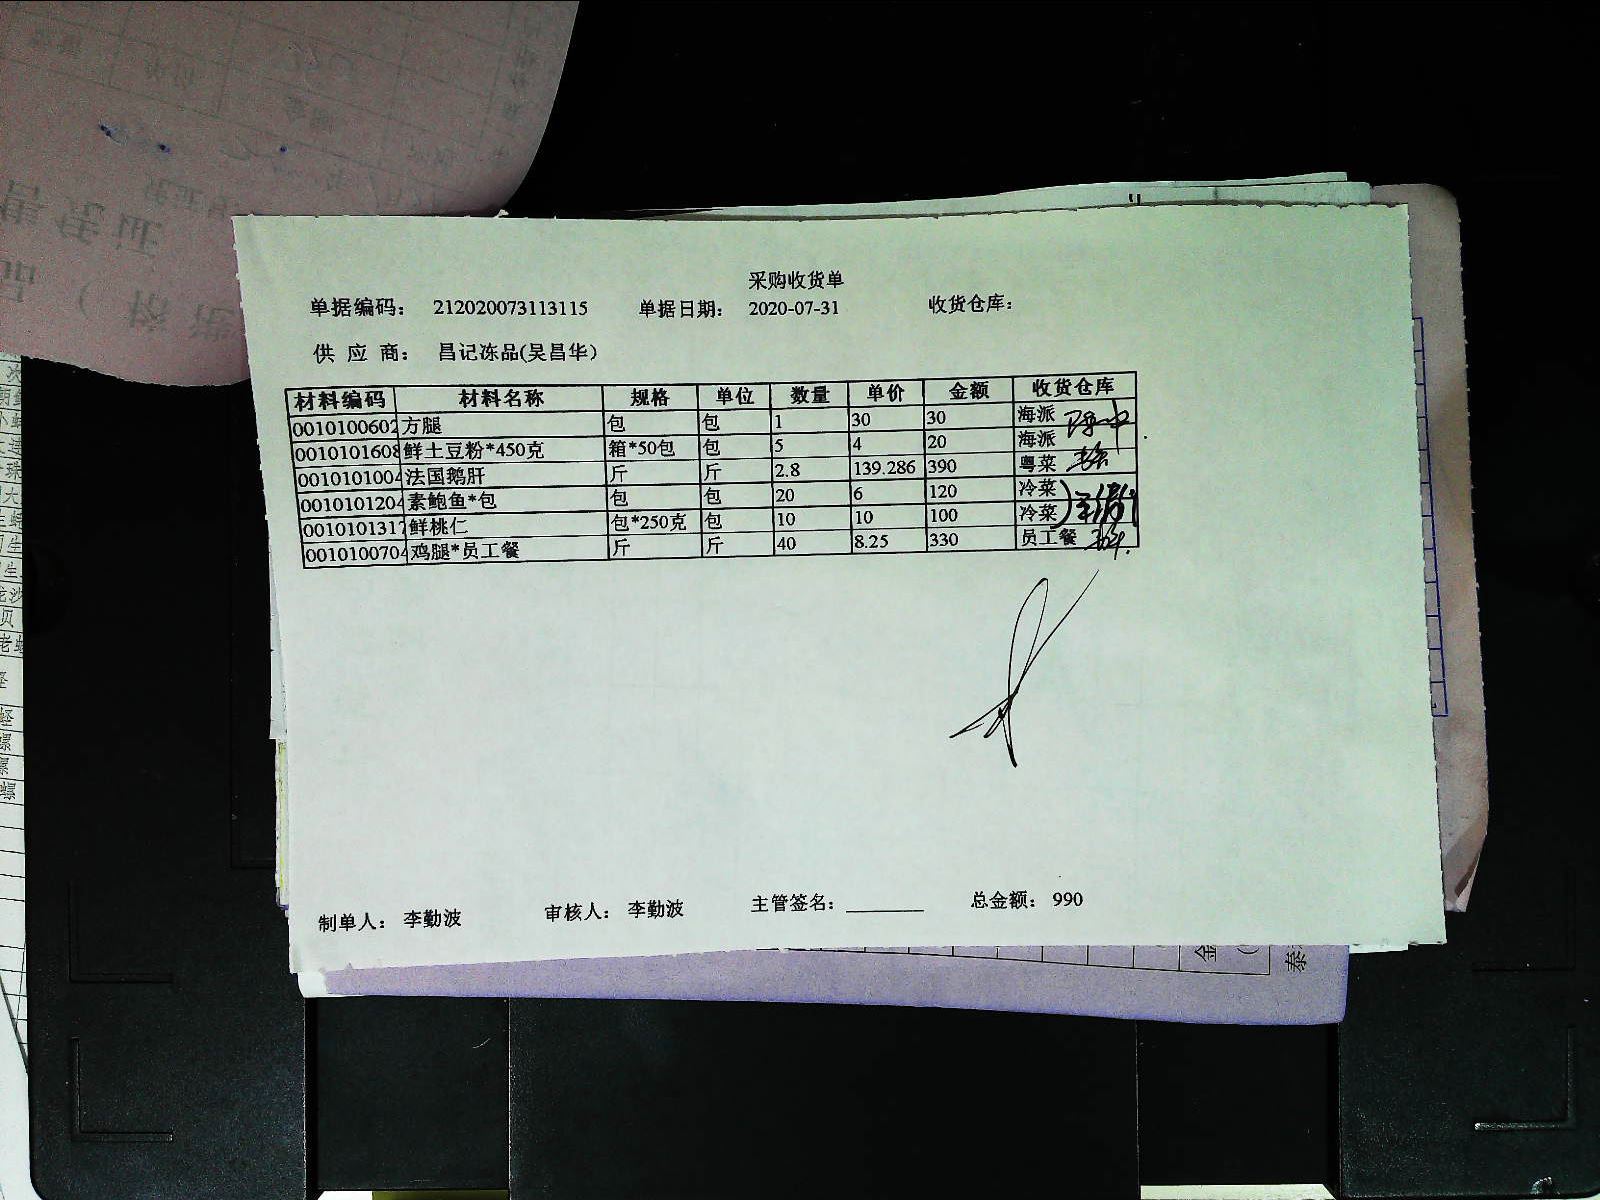 采购收货单
单据编码： 212020073113115 单据日期： 2020-07-31 收货仓库：
供 应 商： 昌记冻品(吴昌华)
材料编码 材料名称 规格 单位 数量 单价 金额 收货仓库
0010100602 方腿 包 包 1 30 30 海派
0010101608 鲜土豆粉*450克 箱*50包 包 5 4 20 海派
0010101004 法国鹅肝 斤 斤 2.8 139.286 390 粤菜
0010101204 素鲍鱼*包 包 包 20 6 120 冷菜
0010101317 鲜桃仁 包*250克 包 10 10 100 冷菜
0010100704 鸡腿*员工餐 斤 斤 40 8.25 330 员工餐
制单人： 李勤波 审核人： 李勤波 主管签名：________ 总金额： 990